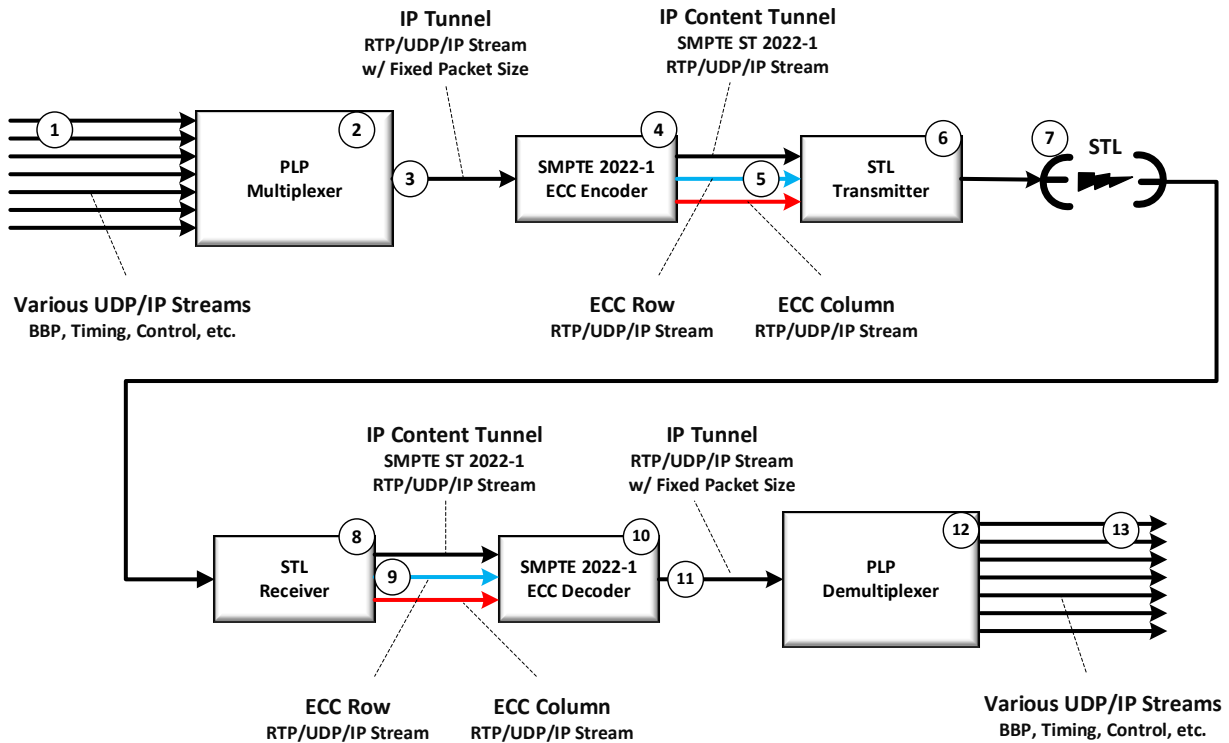 IP Tunnel
RTP/UDP/IP Stream
w/ Fixed Packet Size
IP Content Tunnel
SMPTE ST 2022-1
RTP/UDP/IP Stream
1
2
PLP
Multiplexer
3
4
SMPTE 2022-1
ECC Encoder
5
6
STL
Transmitter
7
STL
Various UDP/IP Streams
BBP, Timing, Control, etc.
ECC Row
RTP/UDP/IP Stream
ECC Column
RTP/UDP/IP Stream
IP Content Tunnel
SMPTE ST 2022-1
RTP/UDP/IP Stream
IP Tunnel
RTP/UDP/IP Stream
w/ Fixed Packet Size
8
STL
Receiver
9
10
SMPTE 2022-1
ECC Decoder
11
12
PLP
Demultiplexer
13
ECC Row
RTP/UDP/IP Stream
ECC Column
RTP/UDP/IP Stream
Various UDP/IP Streams
BBP, Timing, Control, etc.